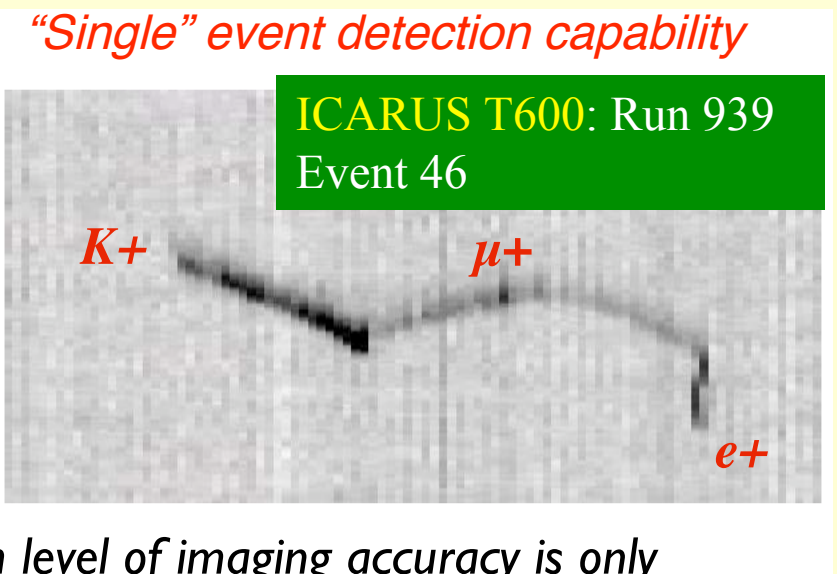 “Single” event detection capability
ICARUS T600: Run 939
Event 46
K+
μ+
e+
level of imaging accuracy is only